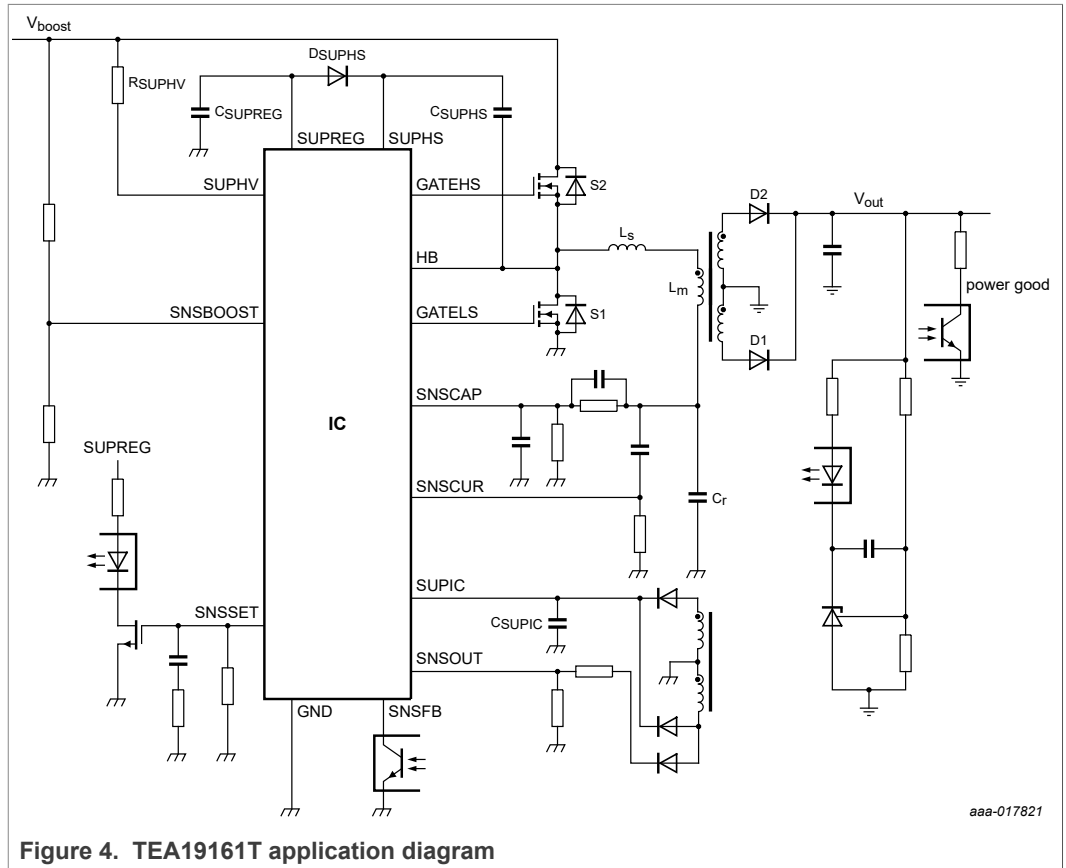 Vboost
DSUPHS
RSUPHV
CSUPREG
CSUPHS
SUPREG
SUPHS
SUPHV
GATEHS
S2
D2
Vout
Ls
HB
Lm
power good
SNSBOOST
GATELS
S1
D1
SNSCAP
IC
SUPREG
SNSCUR
Cr
SUPIC
SNSSET
CSUPIC
SNSOUT
GND
SNSFB
aaa-017821
Figure 4. TEA19161T application diagram